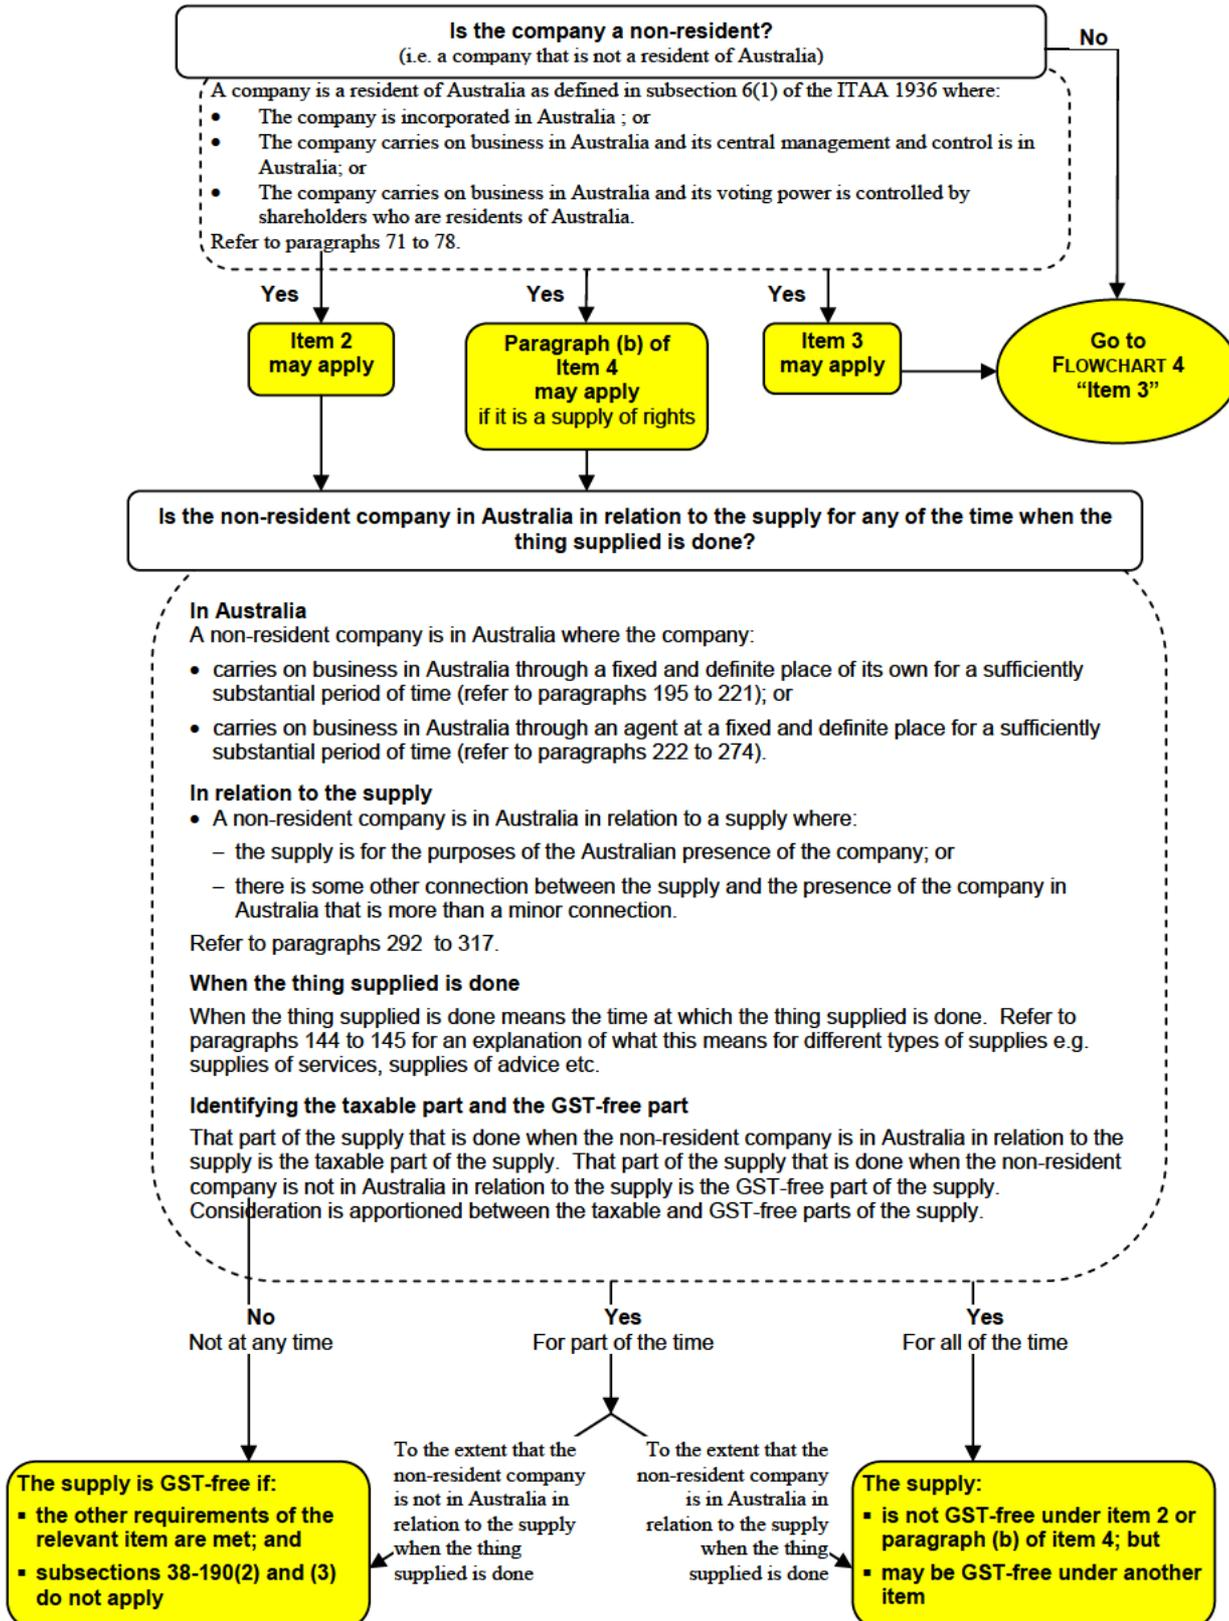 Is the company a non-resident?
(i.e. a company that is not a resident of Australia)
No
A company is a resident of Australia as defined in subsection 6(1) of the ITAA 1936 where:
• The company is incorporated in Australia ; or
• The company carries on business in Australia and its central management and control is in
Australia; or
• The company carries on business in Australia and its voting power is controlled by
shareholders who are residents of Australia.
Refer to paragraphs 71 to 78.
Yes
Yes
Yes
Item 2
may apply
Paragraph (b) of
Item 4
may apply
if it is a supply of rights
Item 3
may apply
Go to
FLOWCHART 4
“Item 3”
Is the non-resident company in Australia in relation to the supply for any of the time when the
thing supplied is done?
In Australia
A non-resident company is in Australia where the company:
• carries on business in Australia through a fixed and definite place of its own for a sufficiently
substantial period of time (refer to paragraphs 195 to 221); or
• carries on business in Australia through an agent at a fixed and definite place for a sufficiently
substantial period of time (refer to paragraphs 222 to 274).
In relation to the supply
• A non-resident company is in Australia in relation to a supply where:
– the supply is for the purposes of the Australian presence of the company; or
– there is some other connection between the supply and the presence of the company in
Australia that is more than a minor connection.
Refer to paragraphs 292 to 317.
When the thing supplied is done
When the thing supplied is done means the time at which the thing supplied is done. Refer to
paragraphs 144 to 145 for an explanation of what this means for different types of supplies e.g.
supplies of services, supplies of advice etc.
Identifying the taxable part and the GST-free part
That part of the supply that is done when the non-resident company is in Australia in relation to the
supply is the taxable part of the supply. That part of the supply that is done when the non-resident
company is not in Australia in relation to the supply is the GST-free part of the supply.
Consideration is apportioned between the taxable and GST-free parts of the supply.
No
Not at any time
Yes
For part of the time
Yes
For all of the time
The supply is GST-free if:
▪ the other requirements of the
relevant item are met; and
▪ subsections 38-190(2) and (3)
do not apply
To the extent that the
non-resident company
is not in Australia in
relation to the supply
when the thing
supplied is done
To the extent that the
non-resident company
is in Australia in
relation to the supply
when the thing
supplied is done
The supply:
▪ is not GST-free under item 2 or
paragraph (b) of item 4; but
▪ may be GST-free under another
item